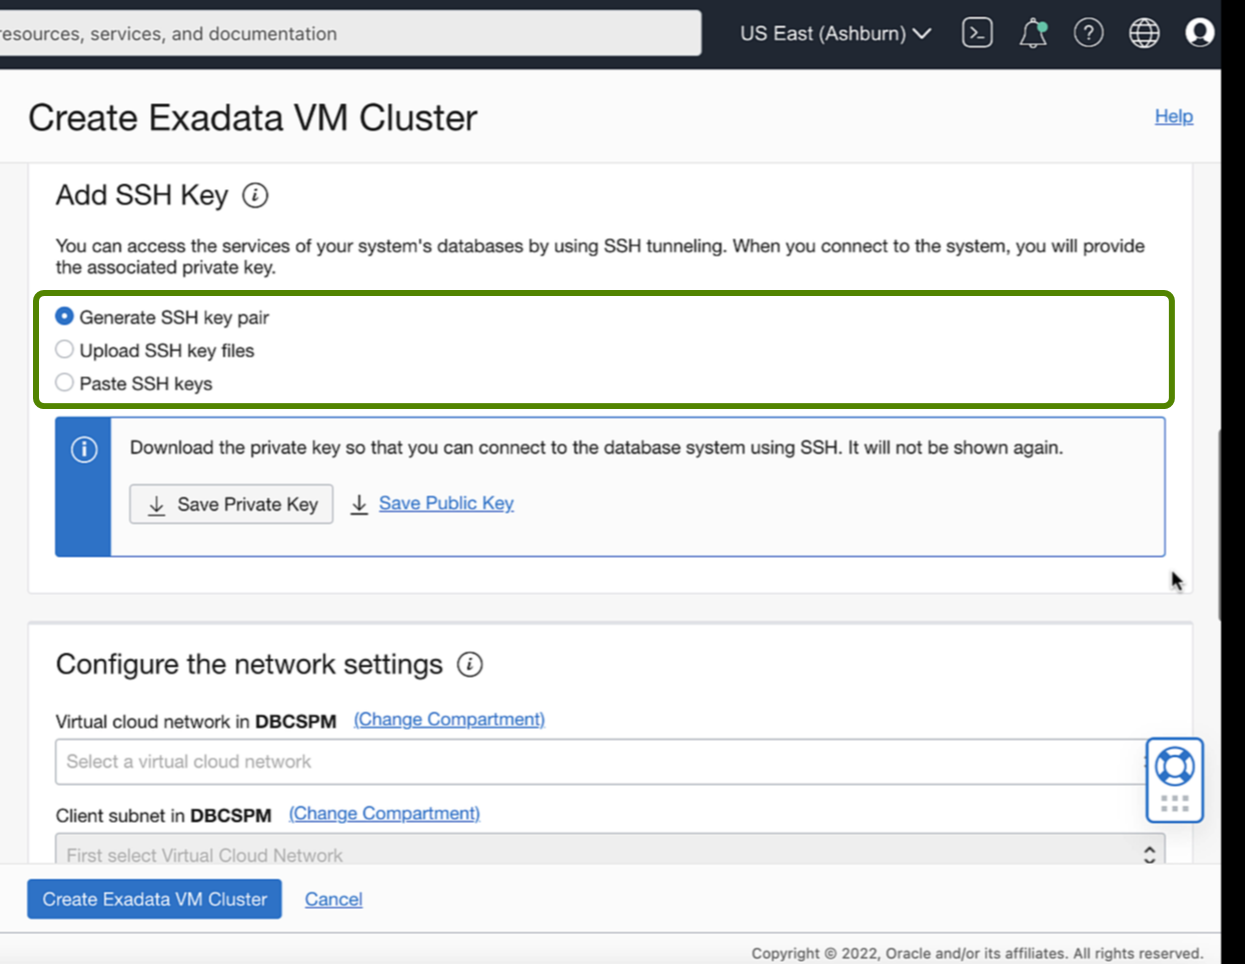 resources, services, and documentation
US East (Ashburn)
Create Exadata VM Cluster
Help
Add SSH Key
You can access the services of your system's databases by using SSH tunneling. When you connect to the system, you will provide
the associated private key.
Generate SSH key pair
Upload SSH key files
Paste SSH keys
Download the private key so that you can connect to the database system using SSH. It will not be shown again.
Save Private Key
Save Public Key
Configure the network settings
Virtual cloud network in DBCSPM (Change Compartment)
Select a virtual cloud network
Client subnet in DBCSPM (Change Compartment)
First select Virtual Cloud Network
Create Exadata VM Cluster
Cancel
Copyright © 2022, Oracle and/or its affiliates. All rights reserved.